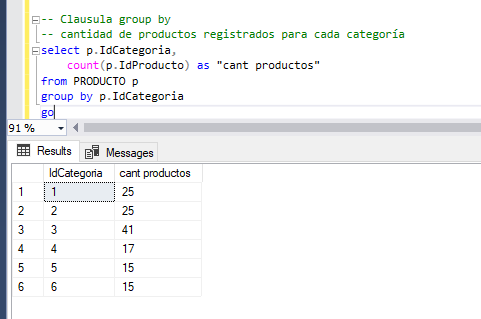 -- Clausula group by
-- cantidad de productos registrados para cada categoría
select p.IdCategoria,
count(p.IdProducto) as "cant productos"
from PRODUCTO p
group by p.IdCategoria
go
91 %
Results Messages
IdCategoria cant productos
1 1 25
2 2 25
3 3 41
4 4 17
5 5 15
6 6 15